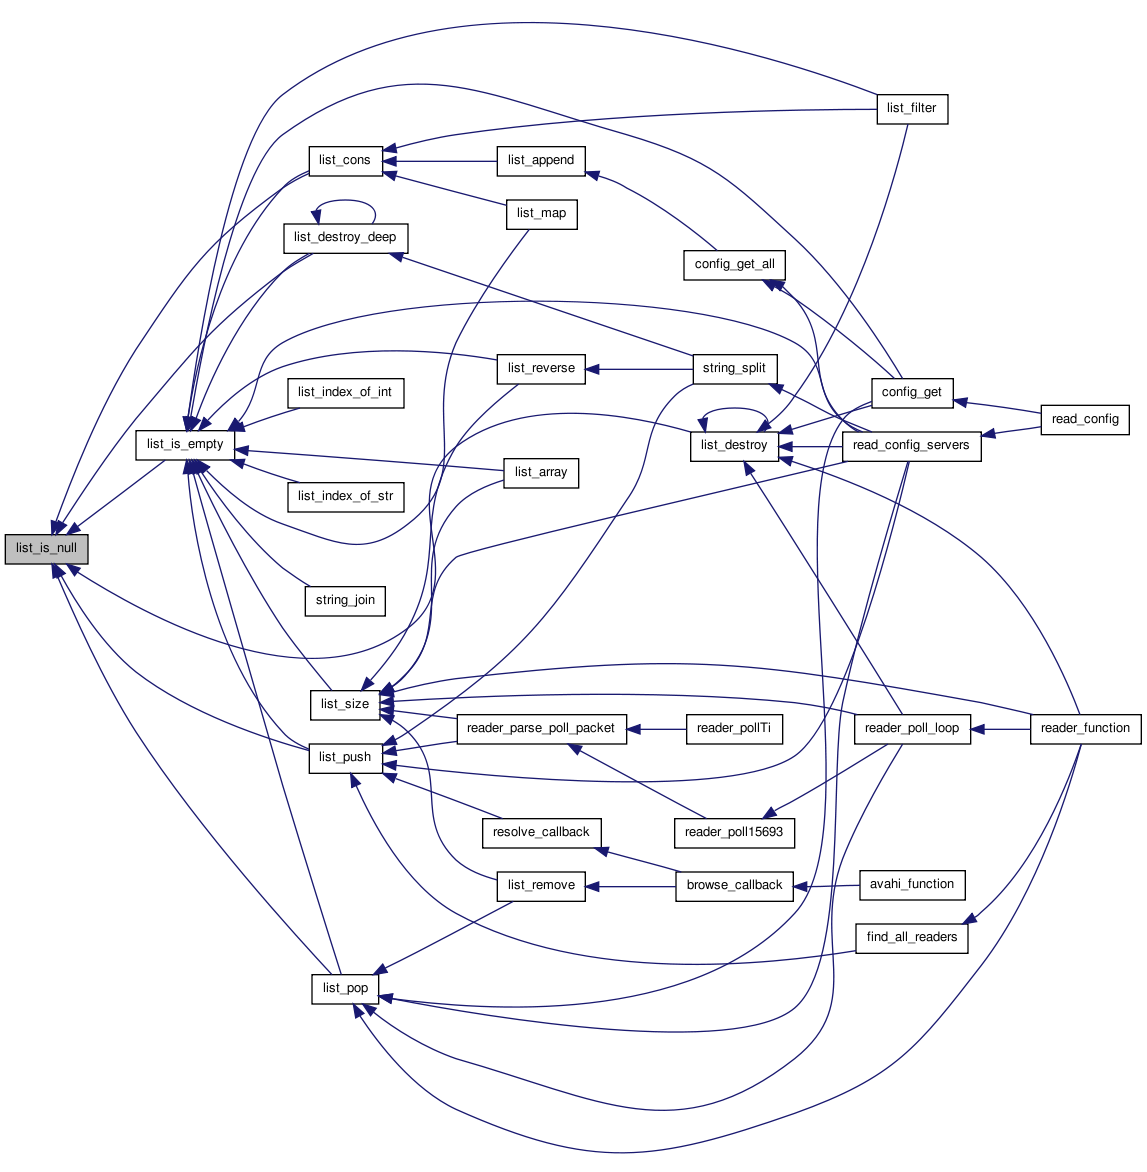 list_filter
list_cons
list_append
list_map
list_destroy_deep
config_get_all
list_reverse
string_split
list_index_of_int
config_get
read_config
list_is_empty
list_destroy
read_config_servers
list_array
list_index_of_str
list_is_null
string_join
list_size
reader_parse_poll_packet
reader_pollTi
reader_poll_loop
reader_function
list_push
resolve_callback
reader_poll15693
list_remove
browse_callback
avahi_function
find_all_readers
list_pop